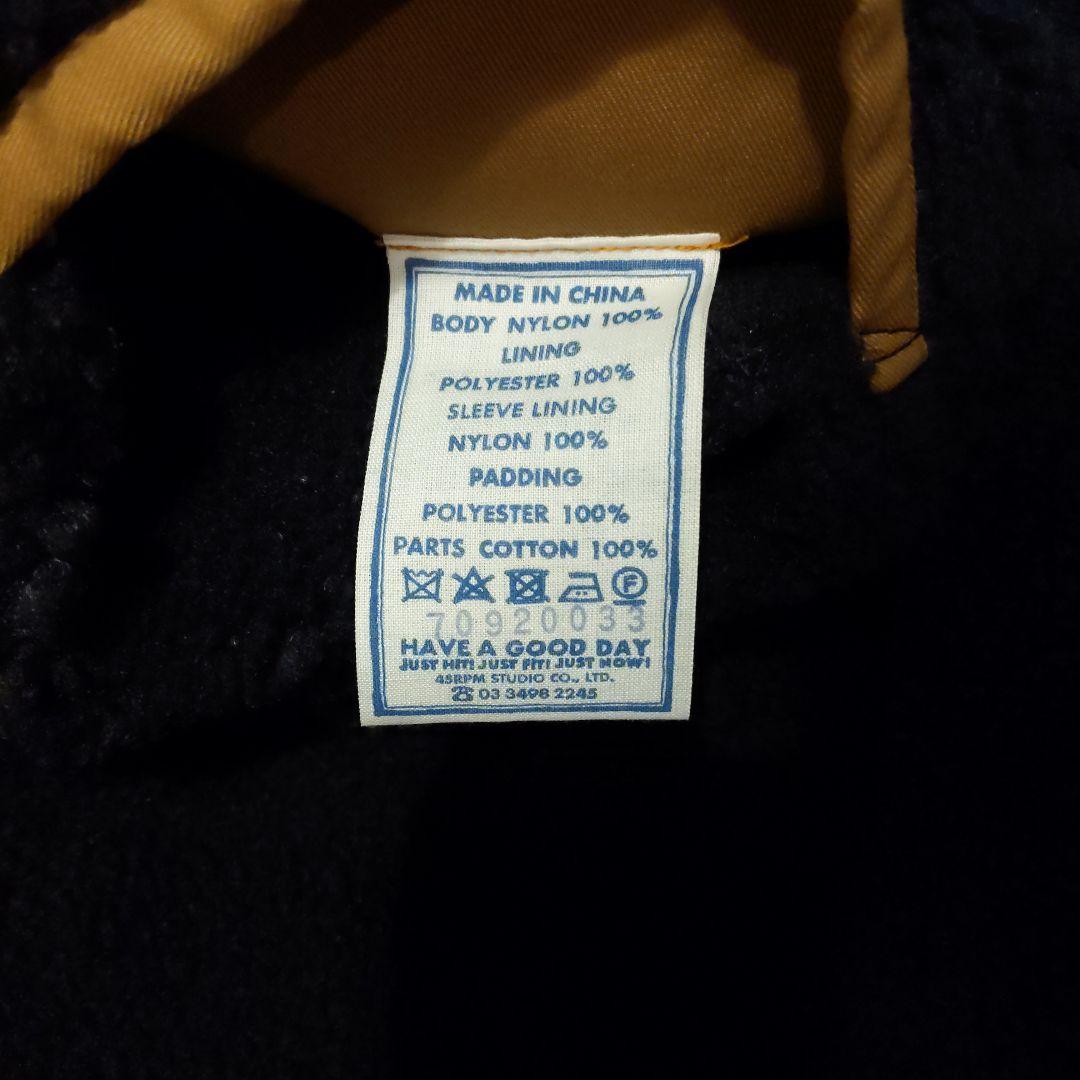 MADE IN CHINA
BODY NYLON 100%
LINING
POLYESTER 100%
SLEEVE LINING
NYLON 100%
PADDING
POLYESTER 100%
PARTS COTTON 100%
F
70920033
HAVE A GOOD DAY
JUST HIT! JUST FIT! JUST NOW!
45RPM STUDIO CO., LTD.
☎ 03 3498 2245